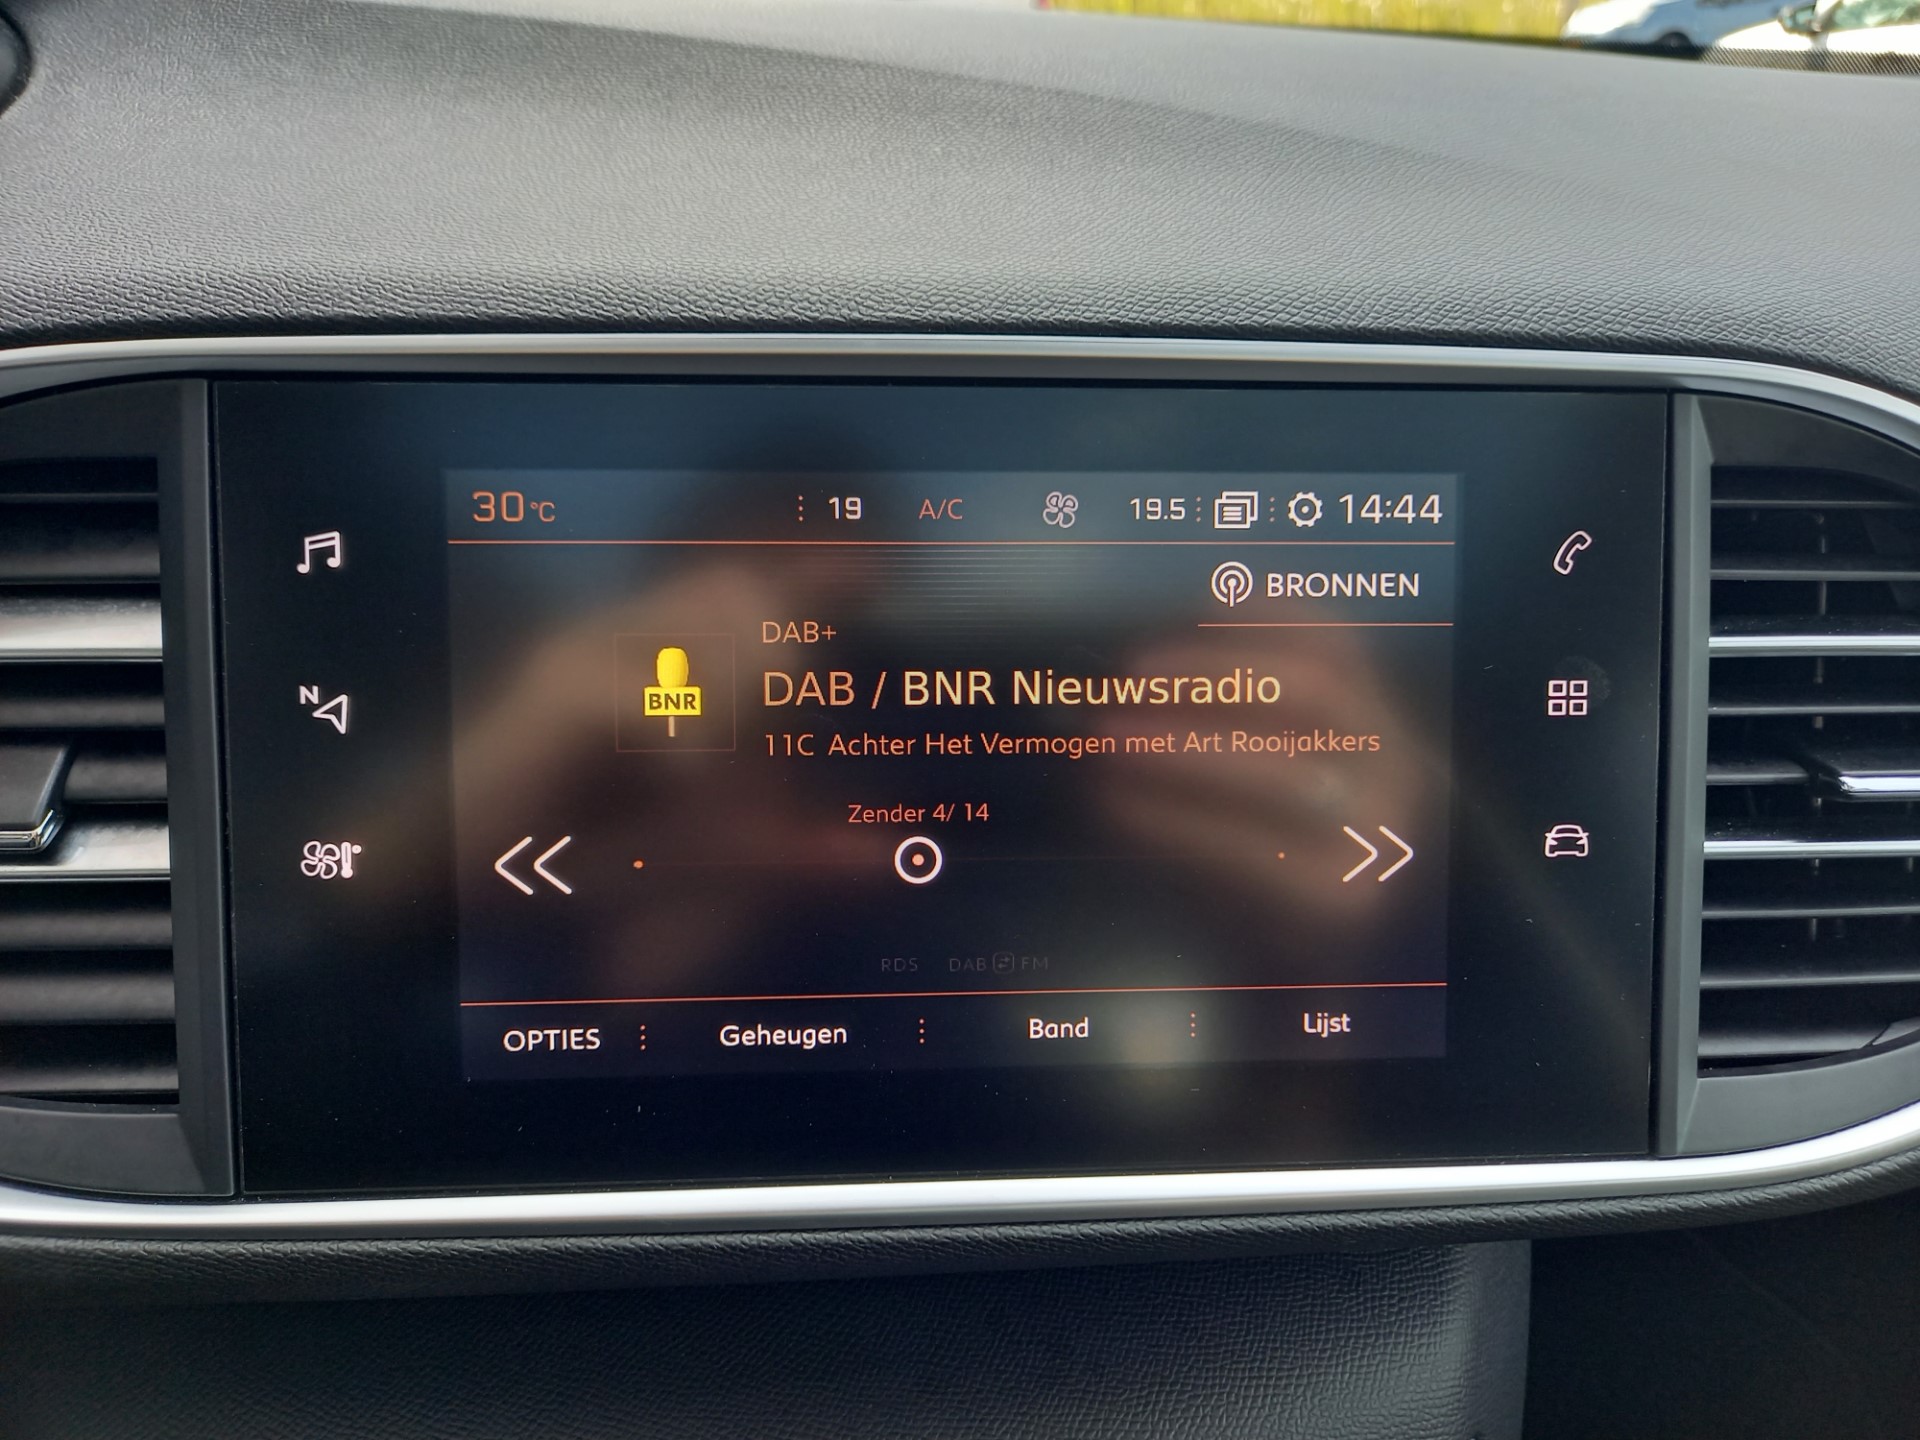 30°C 19 A/C 19.5 14:44
BRONNEN
DAB+
BNR
DAB / BNR Nieuwsradio
11C Achter Het Vermogen met Art Rooijakkers
Zender 4/ 14
N
RDS DAB FM
OPTIES Geheugen Band Lijst